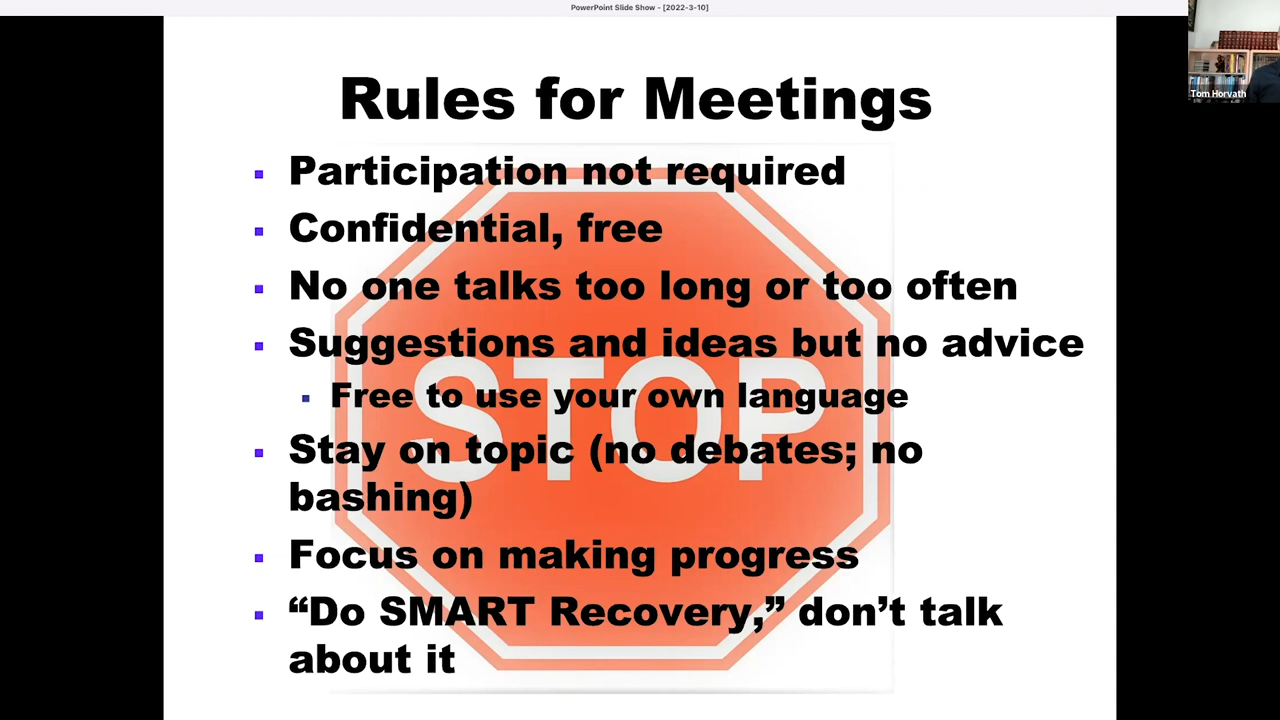 PowerPoint Slide Show - [2022-3-10]
Tom Horvath
Rules for Meetings
Participation not required
Confidential, free
No one talks too long or too often
Suggestions and ideas but no advice
Free to use your own language
Stay on topic (no debates; no
bashing)
Focus on making progress
“Do SMART Recovery,” don’t talk
about it
STOP